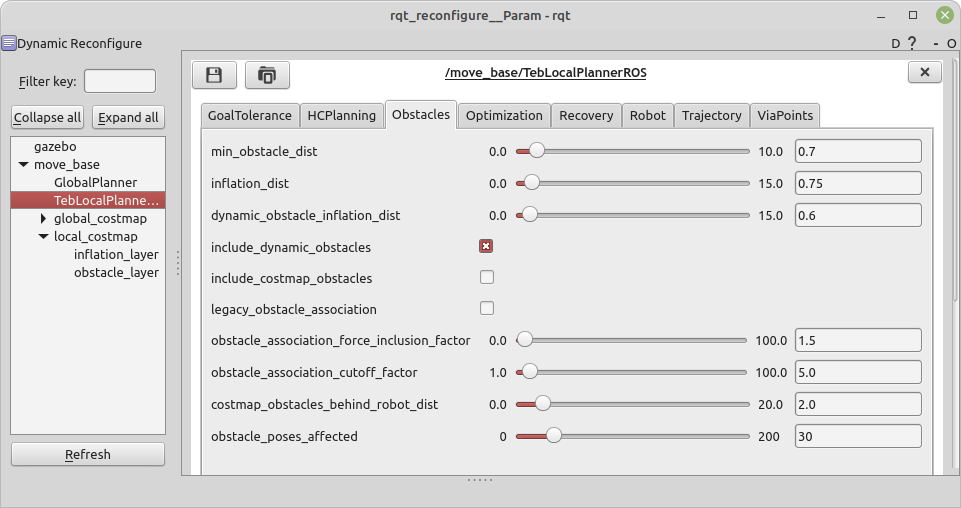 rqt_reconfigure__Param - rqt
Dynamic Reconfigure
D ? - O
Filter key:
Collapse all Expand all
gazebo
move_base
GlobalPlanner
TebLocalPlanne...
global_costmap
local_costmap
inflation_layer
obstacle_layer
Refresh
/move_base/TebLocalPlannerROS
GoalTolerance HCPlanning Obstacles Optimization Recovery Robot Trajectory ViaPoints
min_obstacle_dist 0.0 10.0 0.7
inflation_dist 0.0 15.0 0.75
dynamic_obstacle_inflation_dist 0.0 15.0 0.6
include_dynamic_obstacles
include_costmap_obstacles
legacy_obstacle_association
obstacle_association_force_inclusion_factor 0.0 100.0 1.5
obstacle_association_cutoff_factor 1.0 100.0 5.0
costmap_obstacles_behind_robot_dist 0.0 20.0 2.0
obstacle_poses_affected 0 200 30